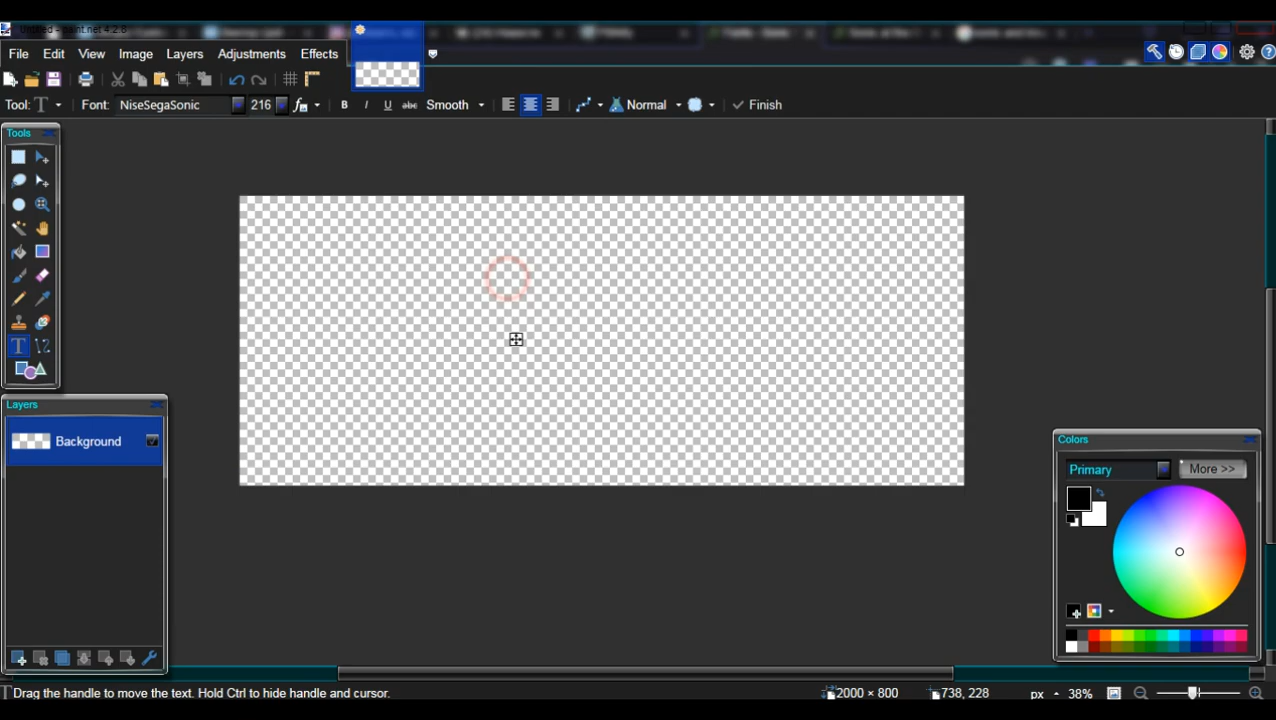 Untitled - paint.net 4.2.8
File Edit View Image Layers Adjustments Effects
Tool: T Font: NiseSegaSonic 216 B I U abc Smooth Normal Finish
Tools
T
Layers
Background
Colors
Primary More >>
Drag the handle to move the text. Hold Ctrl to hide handle and cursor. 2000 × 800 738, 228 px 38%